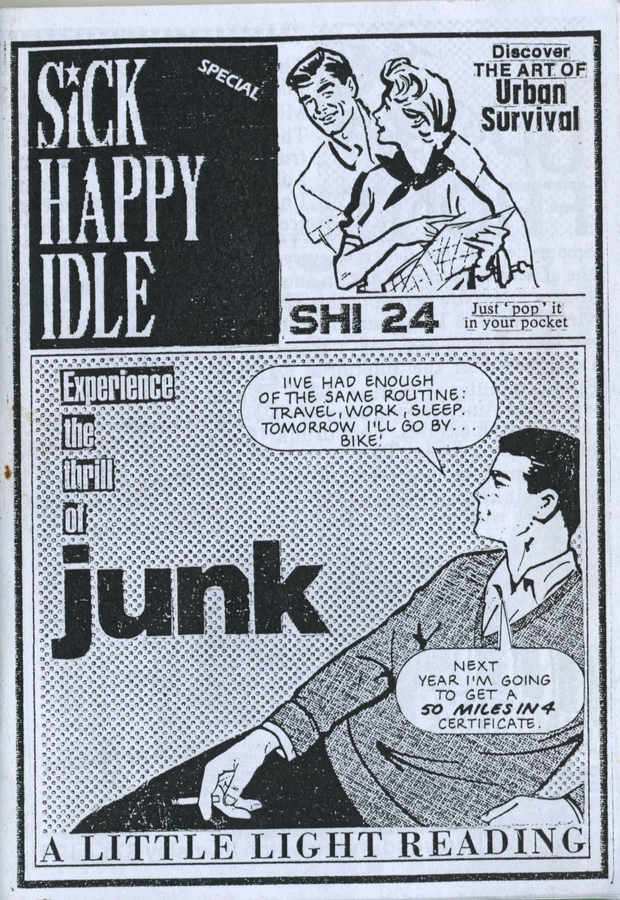 SiCK
HAPPY
IDLE
SPECIAL
Discover
THE ART OF
Urban
Survival
SHI 24
Just 'pop' it
in your pocket
Experience
the
thrill
of
junk
I'VE HAD ENOUGH
OF THE SAME ROUTINE:
TRAVEL, WORK, SLEEP.
TOMORROW I'LL GO BY...
BIKE!
NEXT
YEAR I'M GOING
TO GET A
50 MILES IN 4
CERTIFICATE.
A LITTLE LIGHT READING